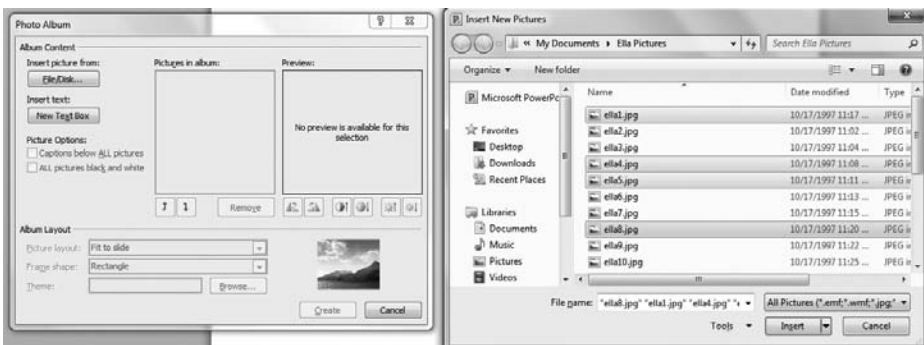 Photo Album
Album Content
Insert picture from:
File/Disk...
Insert text:
New Text Box
Picture Options:
Captions below ALL pictures
ALL pictures black and white
Pictures in album:
Preview:
No preview is available for this
selection
Remove
Album Layout
Picture layout: Fit to slide
Frame shape: Rectangle
Theme:
Browse...
Create Cancel
Insert New Pictures
« My Documents Ella Pictures
Search Ella Pictures
Organize New folder
Microsoft PowerPc
Favorites
Desktop
Downloads
Recent Places
Libraries
Documents
Music
Pictures
Videos
Name Date modified Type
ella1.jpg 10/17/1997 11:17 ... JPEG
ella2.jpg 10/17/1997 11:02 ... JPEG
ella3.jpg 10/17/1997 11:04 ... JPEG
ella4.jpg 10/17/1997 11:08 ... JPEG
ella5.jpg 10/17/1997 11:11 ... JPEG
ella6.jpg 10/17/1997 11:13 ... JPEG
ella7.jpg 10/17/1997 11:15 ... JPEG
ella8.jpg 10/17/1997 11:20 ... JPEG
ella9.jpg 10/17/1997 11:22 ... JPEG
ella10.jpg 10/17/1997 11:25 ... JPEG
File name: "ella8.jpg" "ella1.jpg" "ella4.jpg" "e
All Pictures (*.emf;*.wmf;*.jpg;*
Tools Insert Cancel